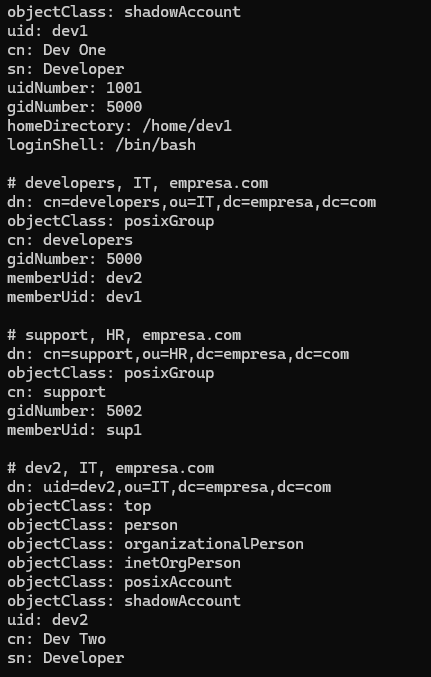 objectClass: shadowAccount
uid: dev1
cn: Dev One
sn: Developer
uidNumber: 1001
gidNumber: 5000
homeDirectory: /home/dev1
loginShell: /bin/bash

# developers, IT, empresa.com
dn: cn=developers,ou=IT,dc=empresa,dc=com
objectClass: posixGroup
cn: developers
gidNumber: 5000
memberUid: dev2
memberUid: dev1

# support, HR, empresa.com
dn: cn=support,ou=HR,dc=empresa,dc=com
objectClass: posixGroup
cn: support
gidNumber: 5002
memberUid: sup1

# dev2, IT, empresa.com
dn: uid=dev2,ou=IT,dc=empresa,dc=com
objectClass: top
objectClass: person
objectClass: organizationalPerson
objectClass: inetOrgPerson
objectClass: posixAccount
objectClass: shadowAccount
uid: dev2
cn: Dev Two
sn: Developer